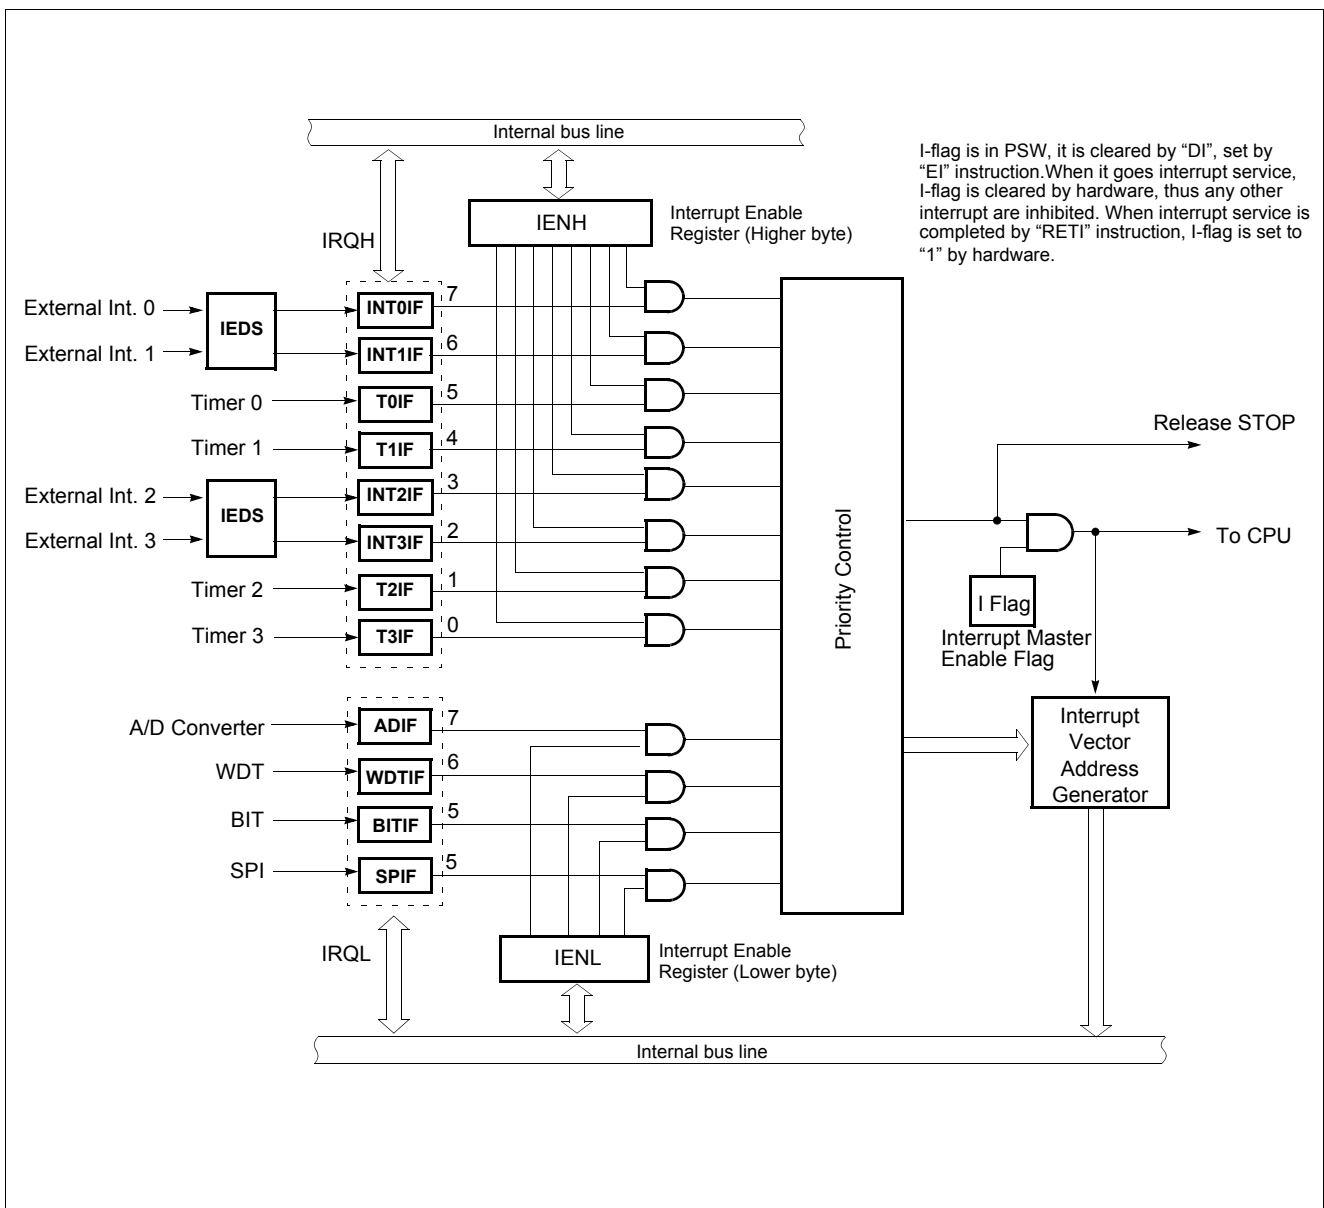 Internal bus line
I-flag is in PSW, it is cleared by “DI”, set by
“EI” instruction.When it goes interrupt service,
I-flag is cleared by hardware, thus any other
interrupt are inhibited. When interrupt service is
completed by “RETI” instruction, I-flag is set to
“1” by hardware.
IRQH
IENH
Interrupt Enable
Register (Higher byte)
External Int. 0
IEDS
INT0IF
7
External Int. 1
INT1IF
6
Timer 0
T0IF
5
Timer 1
T1IF
4
External Int. 2
IEDS
INT2IF
3
External Int. 3
INT3IF
2
Timer 2
T2IF
1
Timer 3
T3IF
0
Priority Control
Release STOP
To CPU
I Flag
Interrupt Master
Enable Flag
A/D Converter
ADIF
7
WDT
WDTIF
6
BIT
BITIF
5
SPI
SPIF
5
Interrupt
Vector
Address
Generator
IRQL
IENL
Interrupt Enable
Register (Lower byte)
Internal bus line